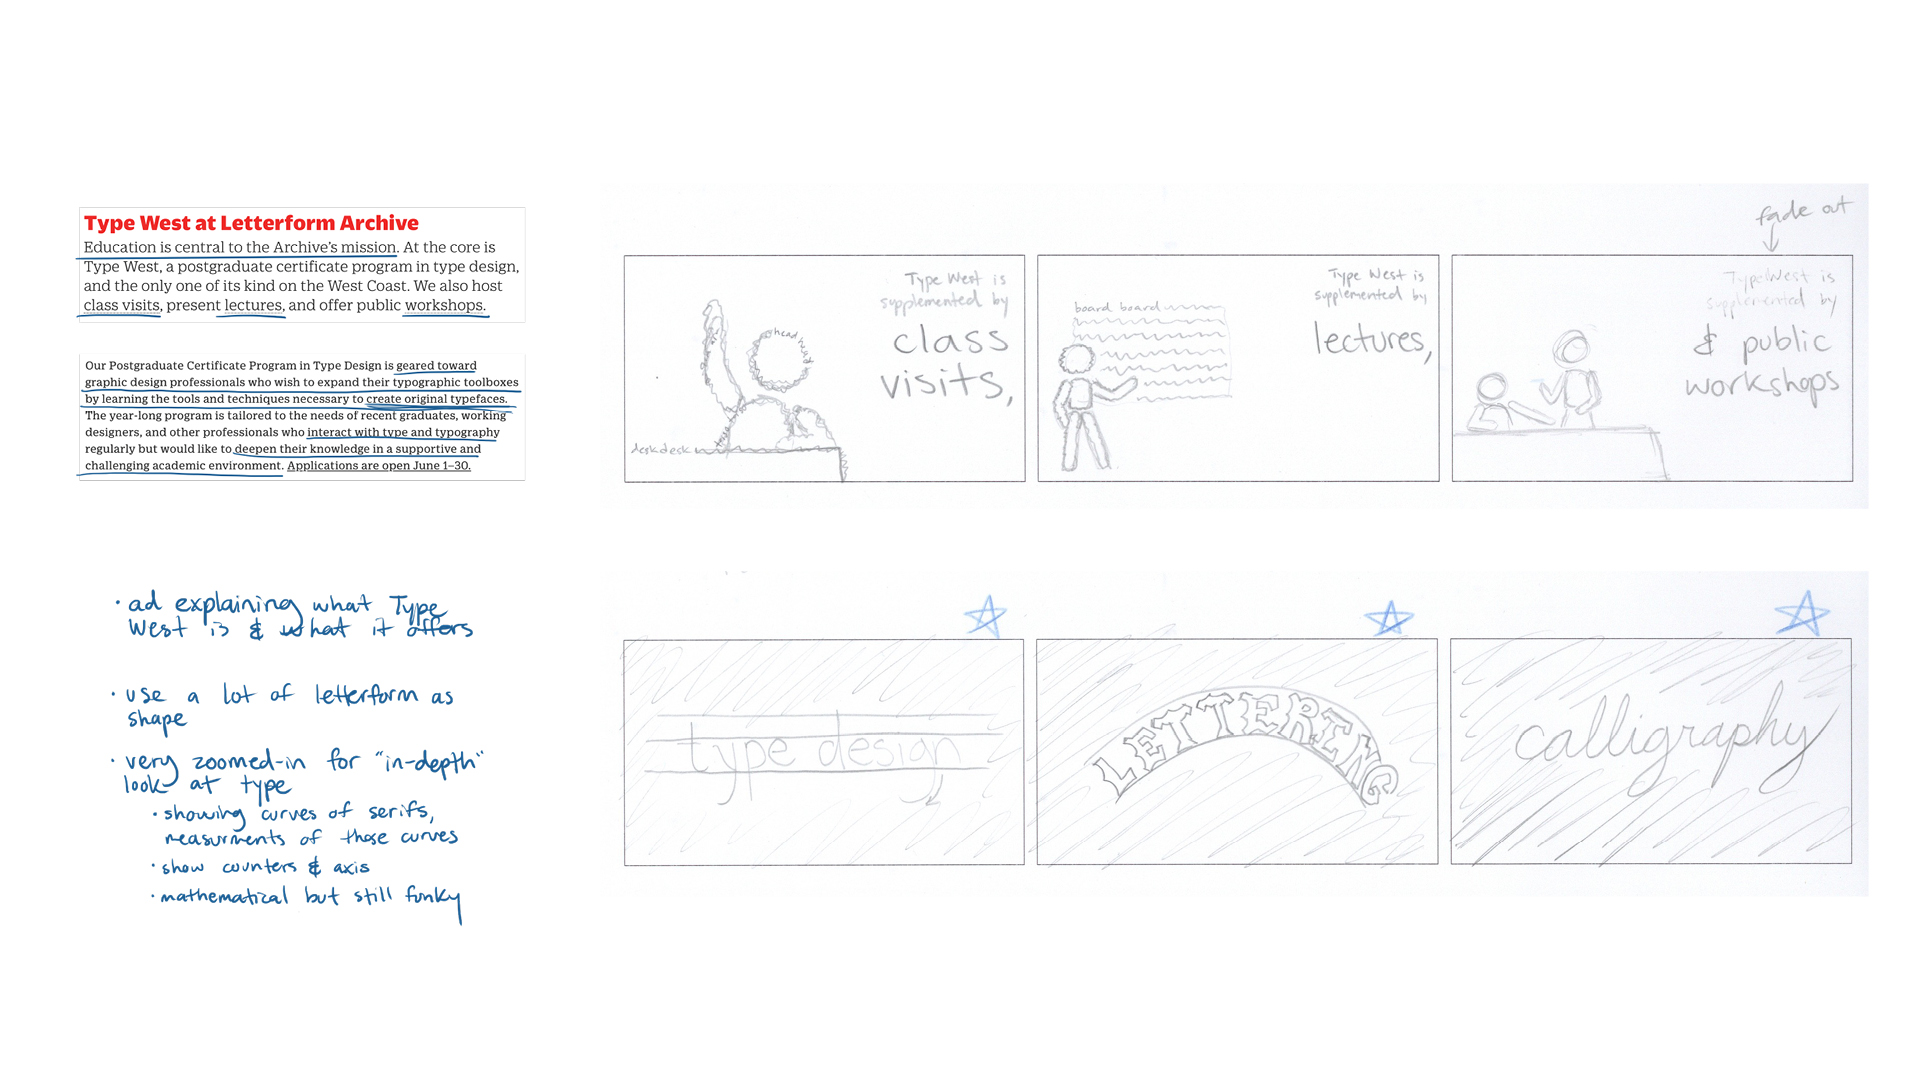 Type West at Letterform Archive
Education is central to the Archive's mission. At the core is
Type West, a postgraduate certificate program in type design,
and the only one of its kind on the West Coast. We also host
class visits, present lectures, and offer public workshops.
Our Postgraduate Certificate Program in Type Design is geared toward
graphic design professionals who wish to expand their typographic toolboxes
by learning the tools and techniques necessary to create original typefaces.
The year-long program is tailored to the needs of recent graduates, working
designers, and other professionals who interact with type and typography
regularly but would like to deepen their knowledge in a supportive and
challenging academic environment. Applications are open June 1–30.
· ad explaining what Type
West is & what it offers
· use a lot of letterform as
shape
· very zoomed-in for "in-depth"
look at type
· showing curves of serifs,
measurments of those curves
· show counters & axis
· mathematical but still funky
fade out
Type West is
supplemented by
class
visits,
head head
desk desk
Type West is
supplemented by
lectures,
board board
Type West is
supplemented by
& public
workshops
type design
LETTERING
calligraphy